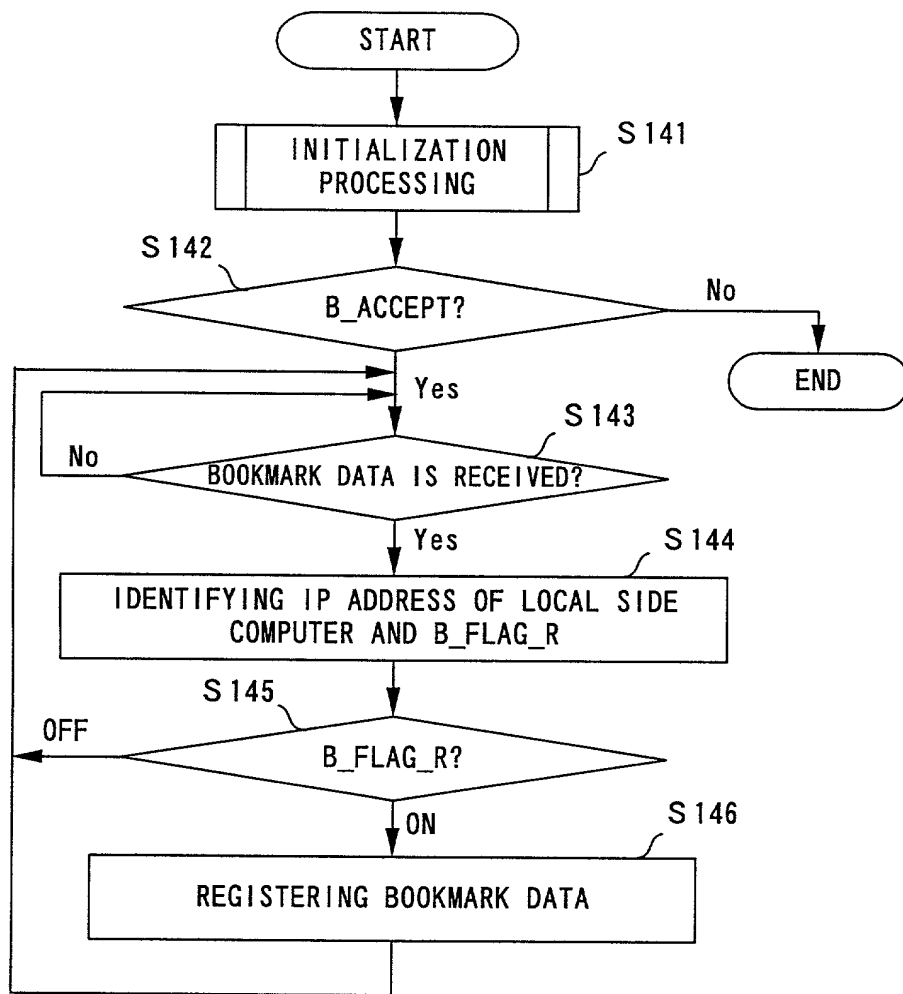 START
S141
INITIALIZATION
PROCESSING
S142
B_ACCEPT?
No
END
Yes
S143
No
BOOKMARK DATA IS RECEIVED?
Yes
S144
IDENTIFYING IP ADDRESS OF LOCAL SIDE
COMPUTER AND B_FLAG_R
S145
OFF
B_FLAG_R?
ON
S146
REGISTERING BOOKMARK DATA